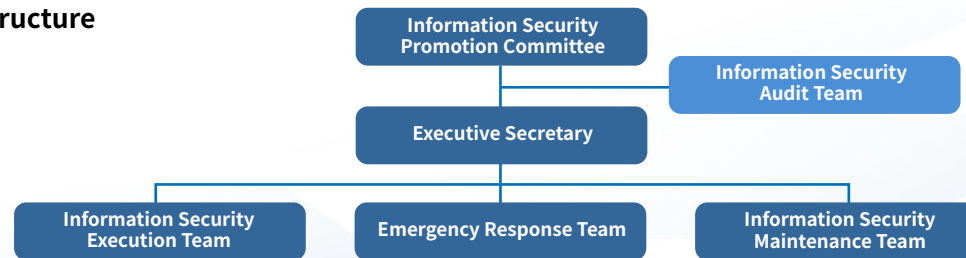 ructure
Information Security
Promotion Committee
Information Security
Audit Team
Executive Secretary
Information Security
Execution Team
Emergency Response Team
Information Security
Maintenance Team